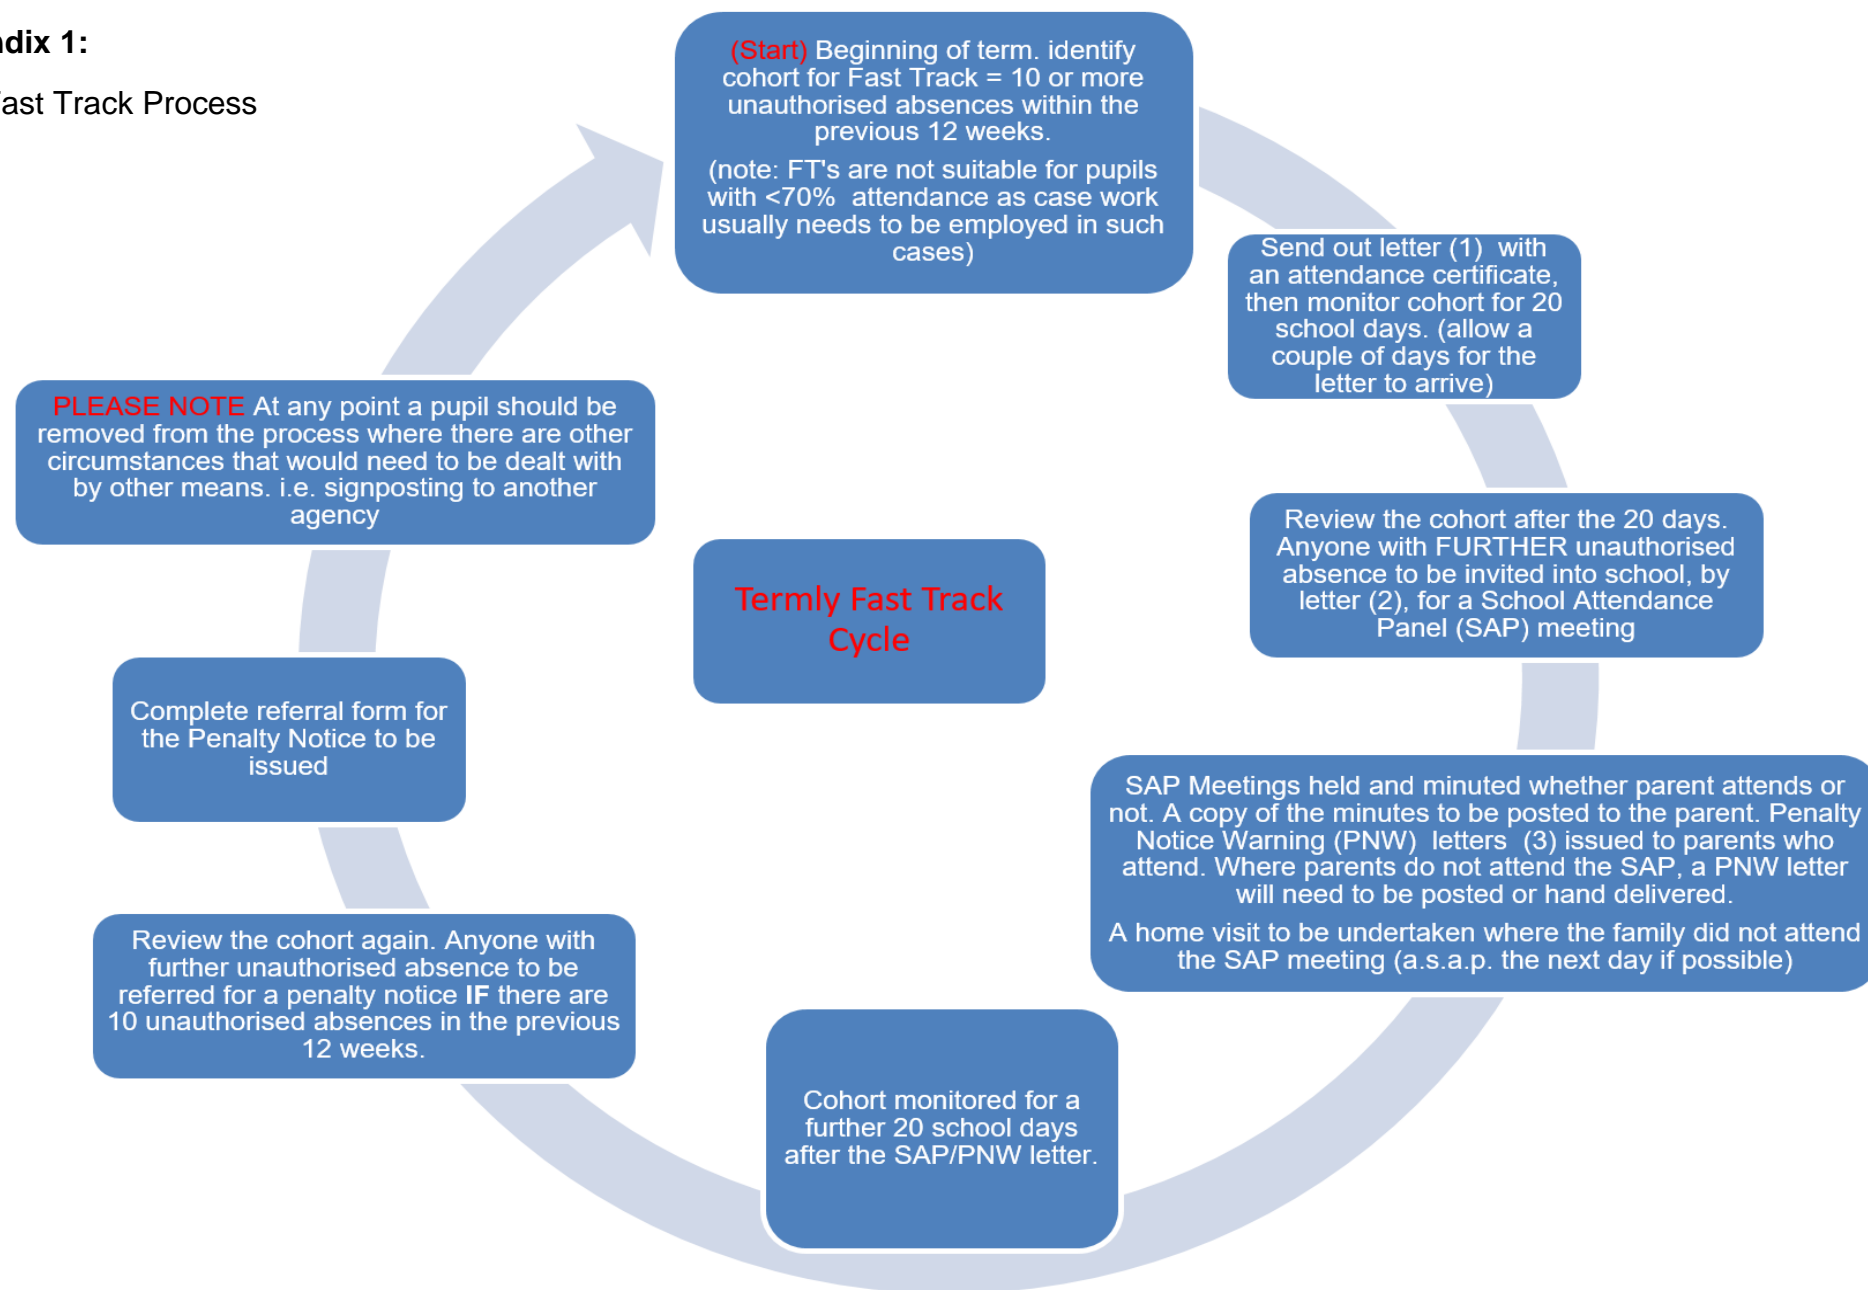 ndix 1:
ast Track Process
(Start) Beginning of term. identify
cohort for Fast Track = 10 or more
unauthorised absences within the
previous 12 weeks.
(note: FT's are not suitable for pupils
with <70%  attendance as case work
usually needs to be employed in such
cases)
Send out letter (1)  with
an attendance certificate,
then monitor cohort for 20
school days. (allow a
couple of days for the
letter to arrive)
Review the cohort after the 20 days.
Anyone with FURTHER unauthorised
absence to be invited into school, by
letter (2), for a School Attendance
Panel (SAP) meeting
SAP Meetings held and minuted whether parent attends or
not. A copy of the minutes to be posted to the parent. Penalty
Notice Warning (PNW)  letters  (3) issued to parents who
attend. Where parents do not attend the SAP, a PNW letter
will need to be posted or hand delivered.
A home visit to be undertaken where the family did not attend
the SAP meeting (a.s.a.p. the next day if possible)
Cohort monitored for a
further 20 school days
after the SAP/PNW letter.
Review the cohort again. Anyone with
further unauthorised absence to be
referred for a penalty notice IF there are
10 unauthorised absences in the previous
12 weeks.
Complete referral form for
the Penalty Notice to be
issued
PLEASE NOTE At any point a pupil should be
removed from the process where there are other
circumstances that would need to be dealt with
by other means. i.e. signposting to another
agency
Termly Fast Track
Cycle